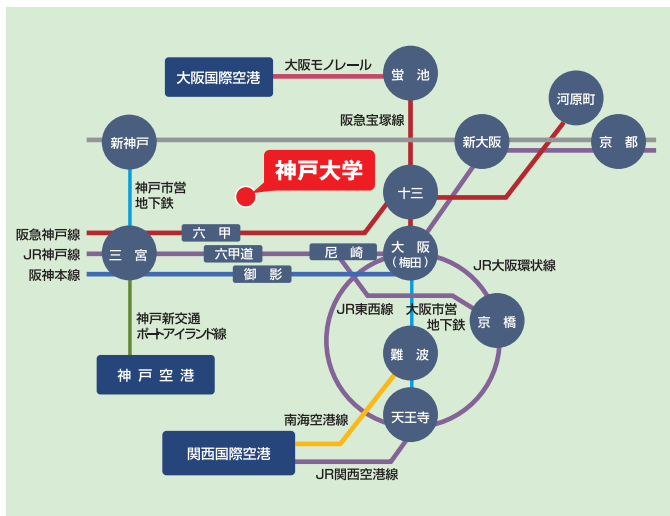 大阪国際空港
大阪モノレール
蛍池
河原町
阪急宝塚線
新神戸
新大阪
京都
神戸大学
神戸市営
地下鉄
十三
阪急神戸線
六甲
JR神戸線
三宮
六甲道
尼崎
大阪
(梅田)
阪神本線
御影
JR大阪環状線
JR東西線
大阪市営
地下鉄
京橋
神戸新交通
ポートアイランド線
難波
神戸空港
天王寺
南海空港線
関西国際空港
JR関西空港線